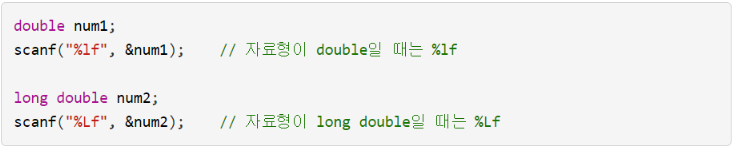 double num1;
scanf("%lf", &num1);    // 자료형이 double일 때는 %lf
long double num2;
scanf("%Lf", &num2);    // 자료형이 long double일 때는 %Lf